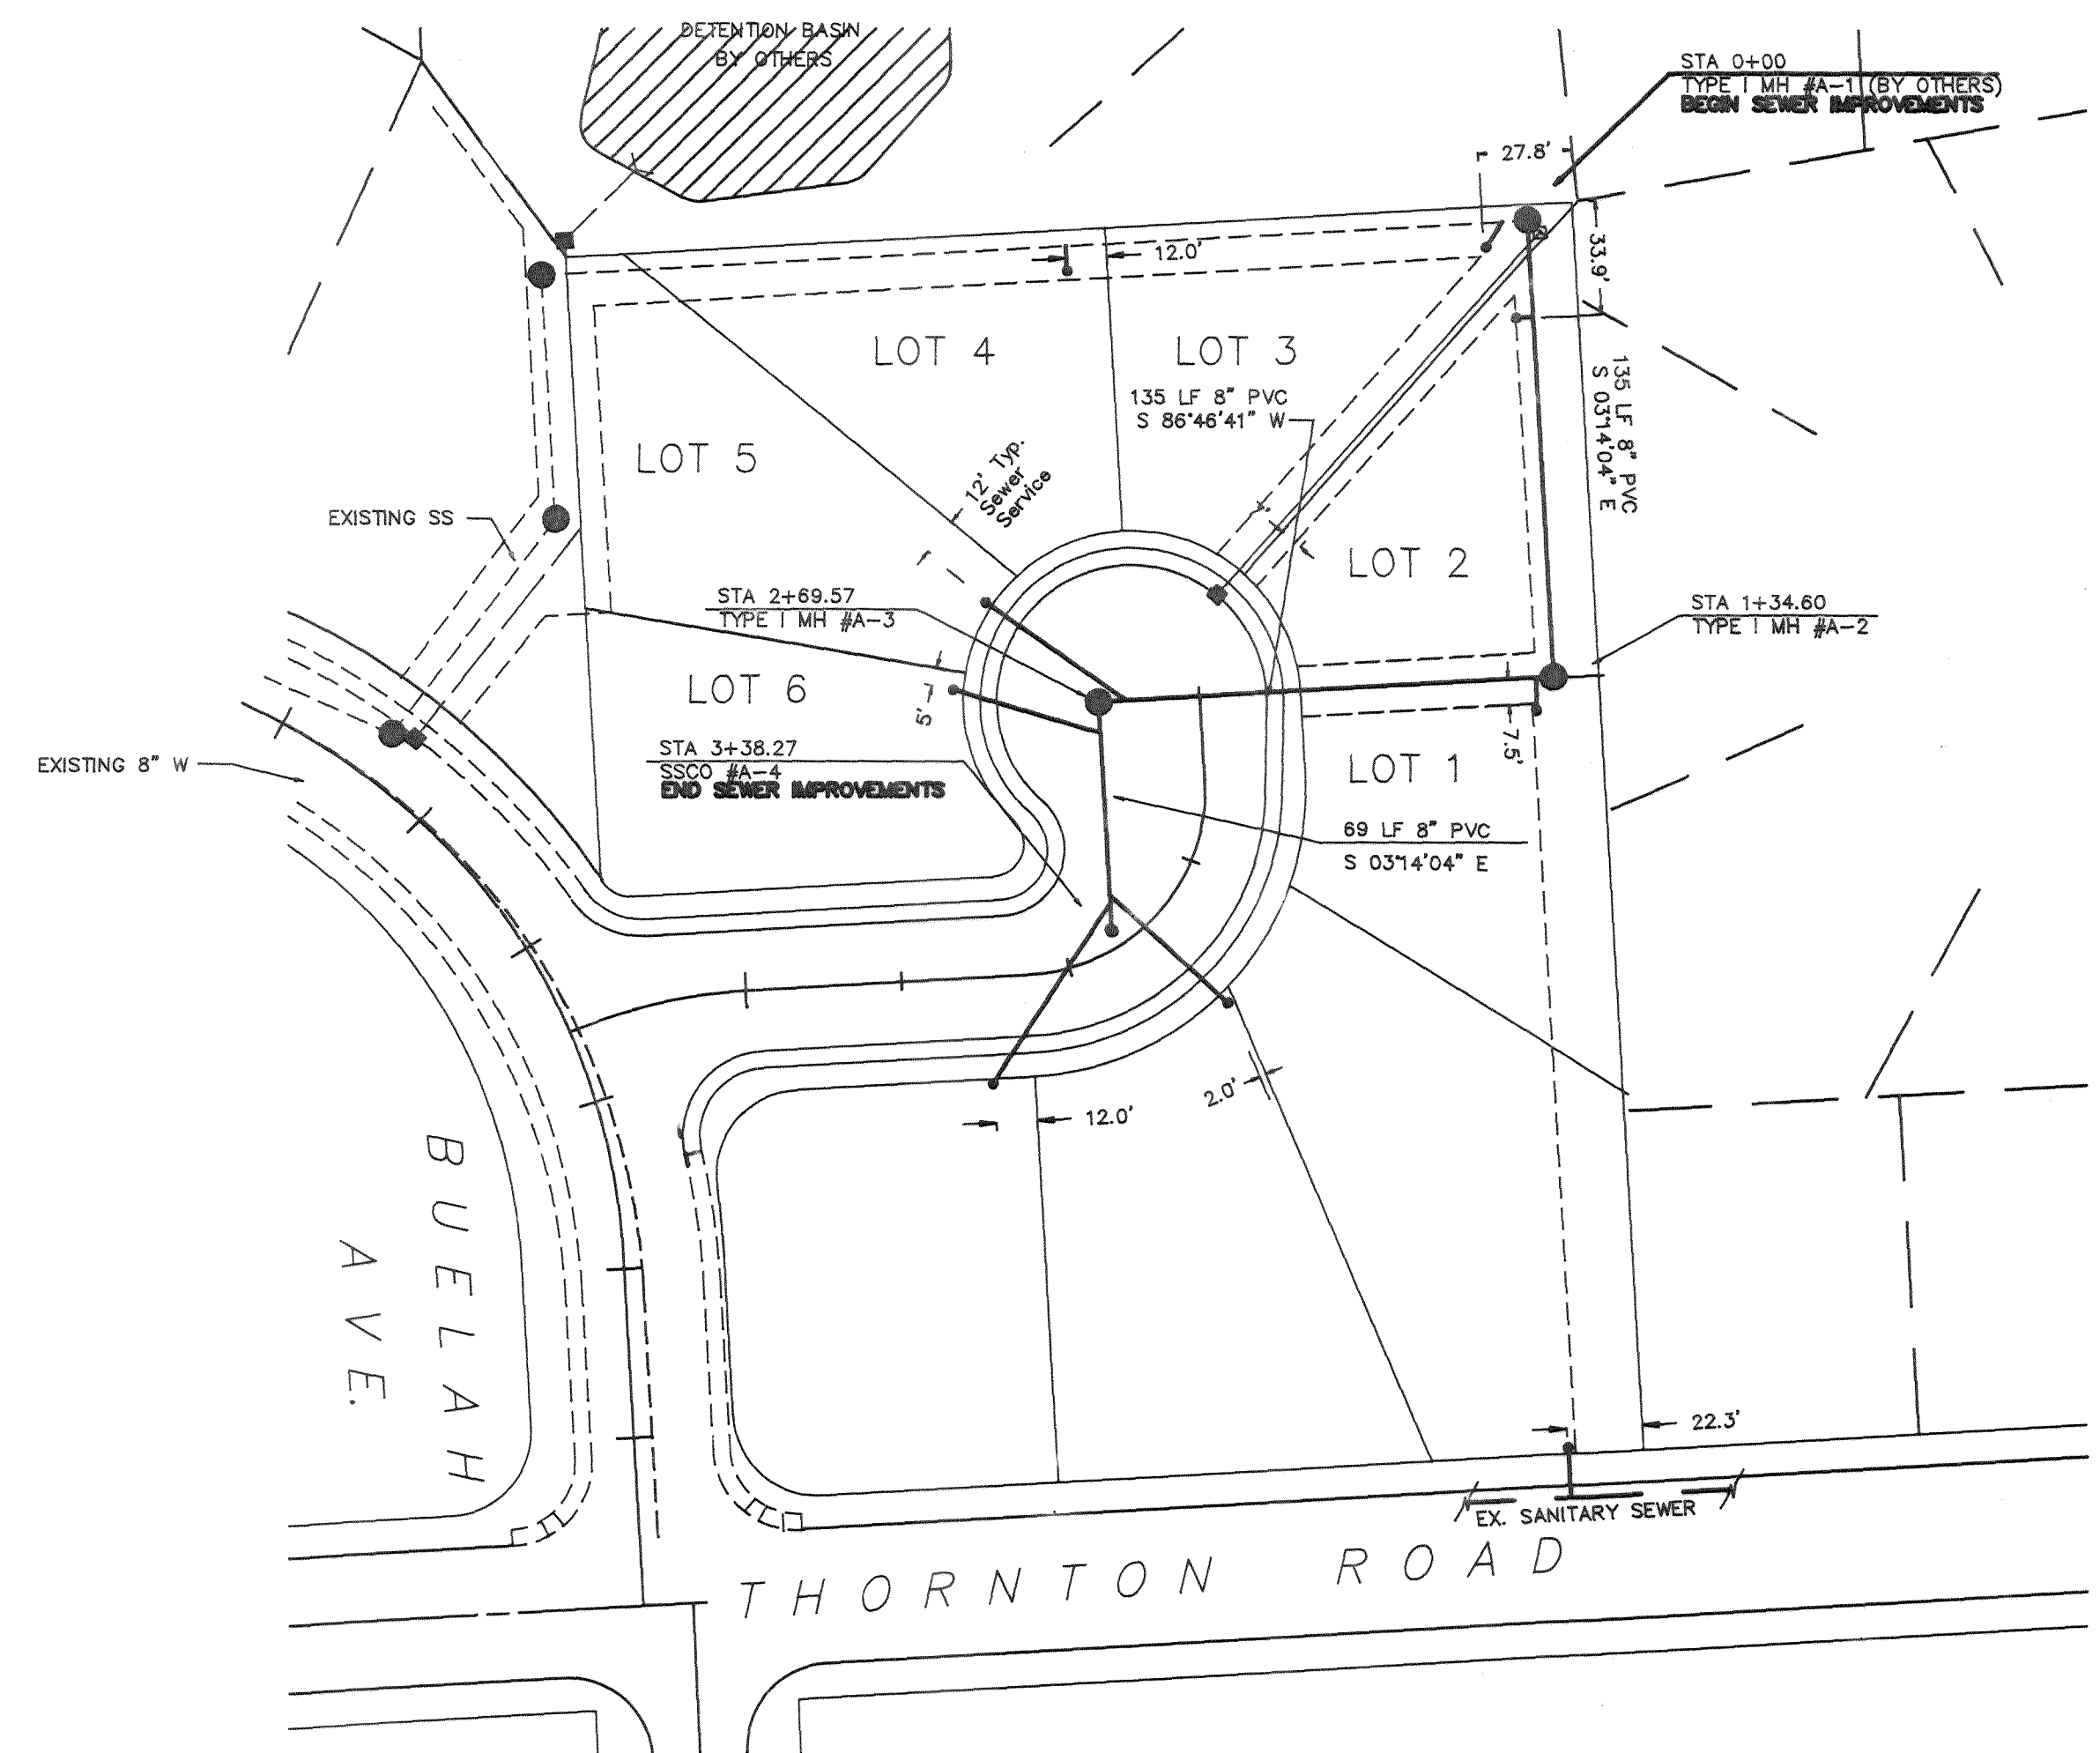 DETENTION BASIN
BY OTHERS
STA 0+00
TYPE I MH #A-1 (BY OTHERS)
BEGIN SEWER IMPROVEMENTS
27.8'
33.9'
12.0'
LOT 4
LOT 3
135 LF 8" PVC
S 86°46'41" W
135 LF 8" PVC
S 03°14'04" E
LOT 5
12' Typ.
Sewer
Service
EXISTING SS
LOT 2
STA 2+69.57
TYPE I MH #A-3
STA 1+34.60
TYPE I MH #A-2
LOT 6
5'
7.5'
STA 3+38.27
SSCO #A-4
END SEWER IMPROVEMENTS
EXISTING 8" W
LOT 1
69 LF 8" PVC
S 03°14'04" E
2.0'
12.0'
BUELAH
AVE.
22.3'
EX. SANITARY SEWER
THORNTON ROAD